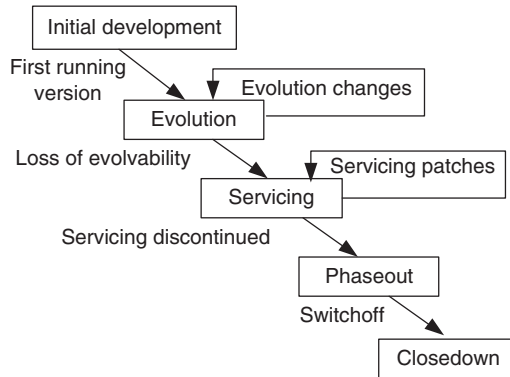 Initial development
First running
version
Evolution changes
Evolution
Loss of evolvability
Servicing patches
Servicing
Servicing discontinued
Phaseout
Switchoff
Closedown